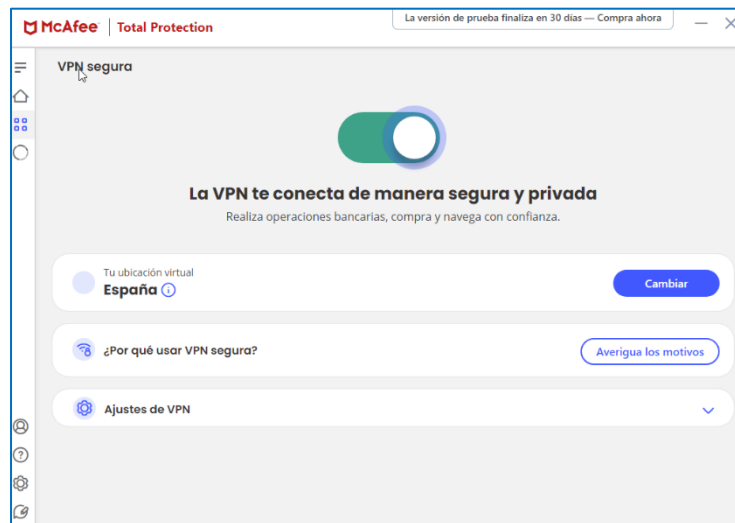 McAfee | Total Protection
La versión de prueba finaliza en 30 días — Compra ahora
VPN segura
La VPN te conecta de manera segura y privada
Realiza operaciones bancarias, compra y navega con confianza.
Tu ubicación virtual
España
Cambiar
¿Por qué usar VPN segura?
Averigua los motivos
Ajustes de VPN